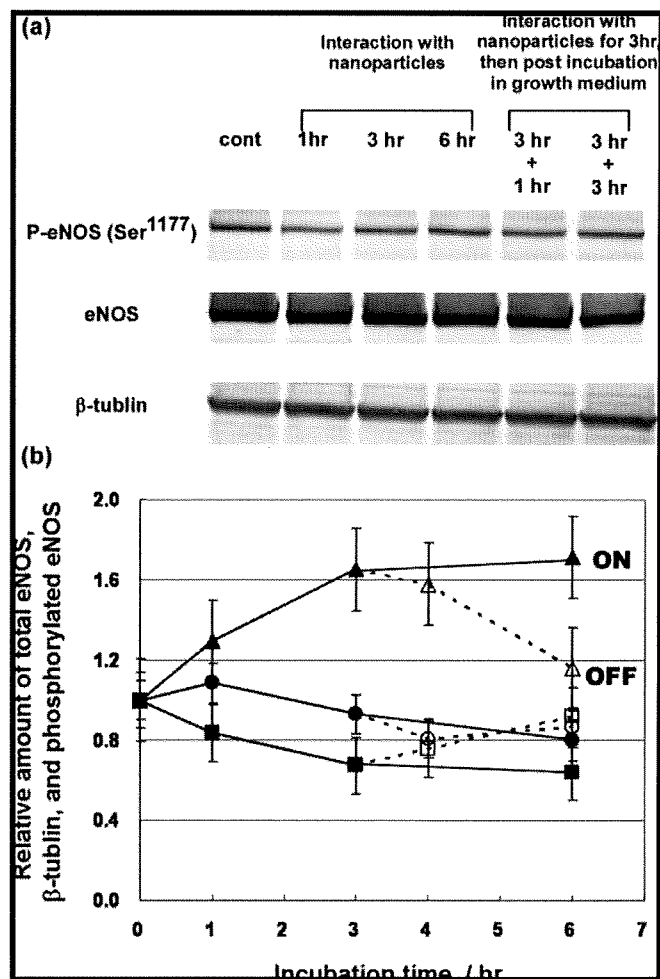 (a)
Interaction with
nanoparticles
Interaction with
nanoparticles for 3hr,
then post incubation
in growth medium
cont 1hr 3 hr 6 hr 3 hr 3 hr
+ +
1 hr 3 hr
P-eNOS (Ser1177)
eNOS
β-tublin
(b)
Relative amount of total eNOS,
β-tublin, and phosphorylated eNOS
2.0
1.6
1.2
0.8
0.4
0.0
ON
OFF
0 1 2 3 4 5 6 7
Incubation time / hr